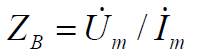 Z_B = U̇_m / İ_m